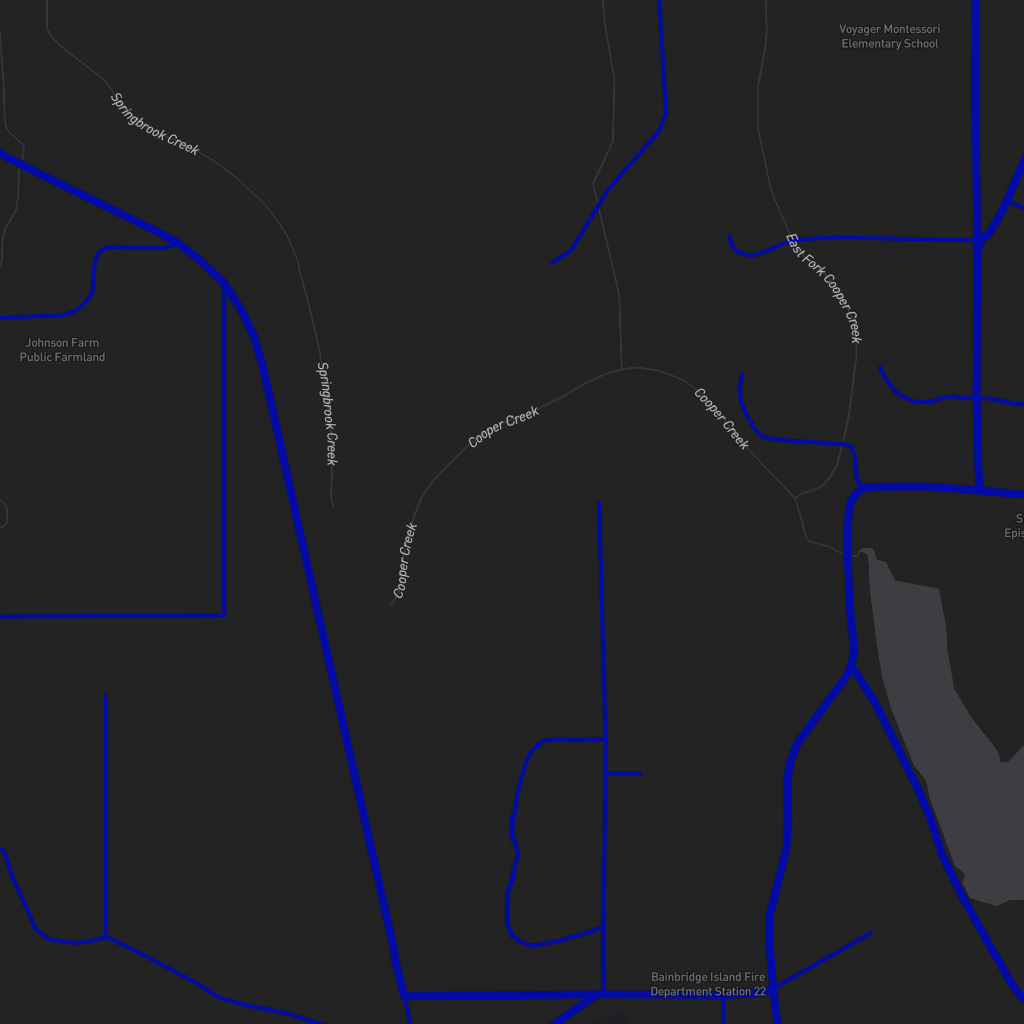 Voyager Montessori
Elementary School
Springbrook Creek
East Fork Cooper Creek
Johnson Farm
Public Farmland
Springbrook Creek
Cooper Creek
Cooper Creek
Cooper Creek
S
Epis
Bainbridge Island Fire
Department Station 22